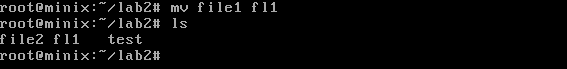 root@minix:~/lab2# mv file1 fl1
root@minix:~/lab2# ls
file2 fl1   test
root@minix:~/lab2#